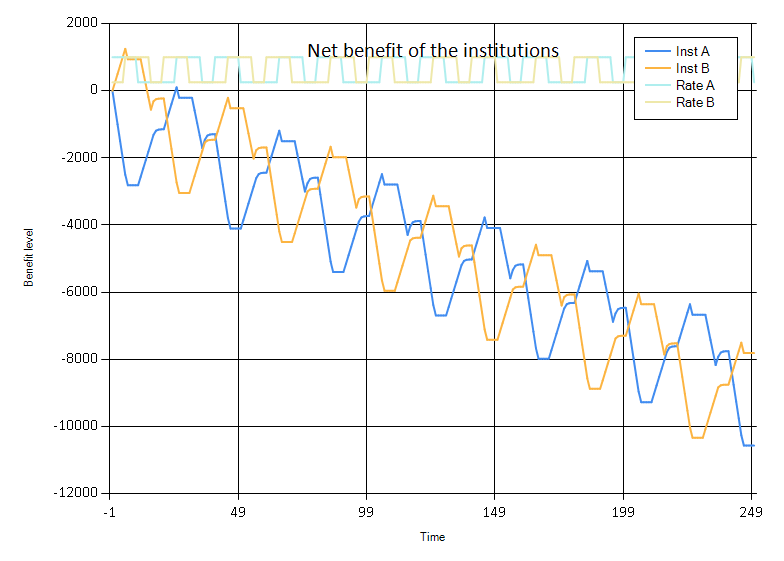 Net benefit of the institutions
Inst A
Inst B
Rate A
Rate B
2000
0
-2000
-4000
-6000
-8000
-10000
-12000
Benefit level
-1 49 99 149 199 249
Time